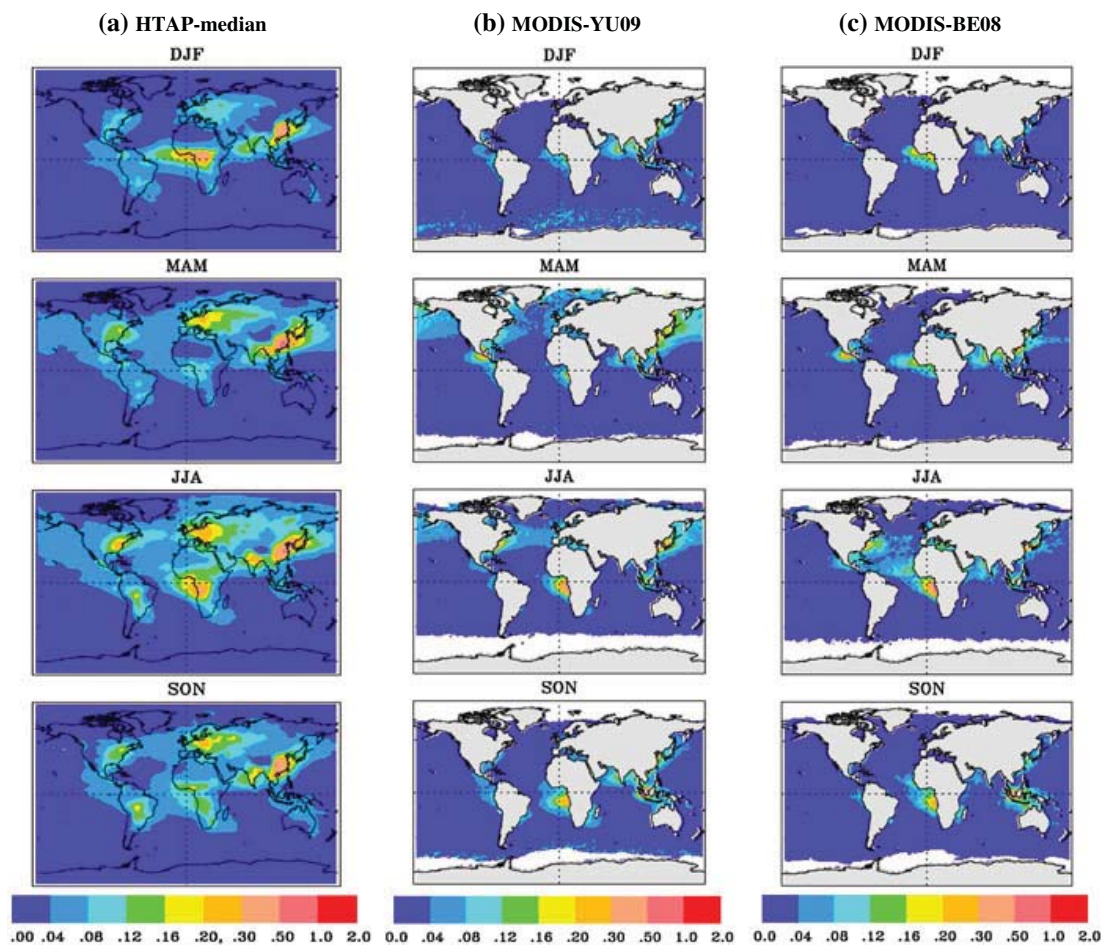 (a) HTAP-median (b) MODIS-YU09 (c) MODIS-BE08
DJF DJF DJF
MAM MAM MAM
JJA JJA JJA
SON SON SON
.00 .04 .08 .12 .16 .20, .30 .50 1.0 2.0 0.0 .04 .08 .12 .16 .20 .30 .50 1.0 2.0 0.0 .04 .08 .12 .16 .20 .30 .50 1.0 2.0